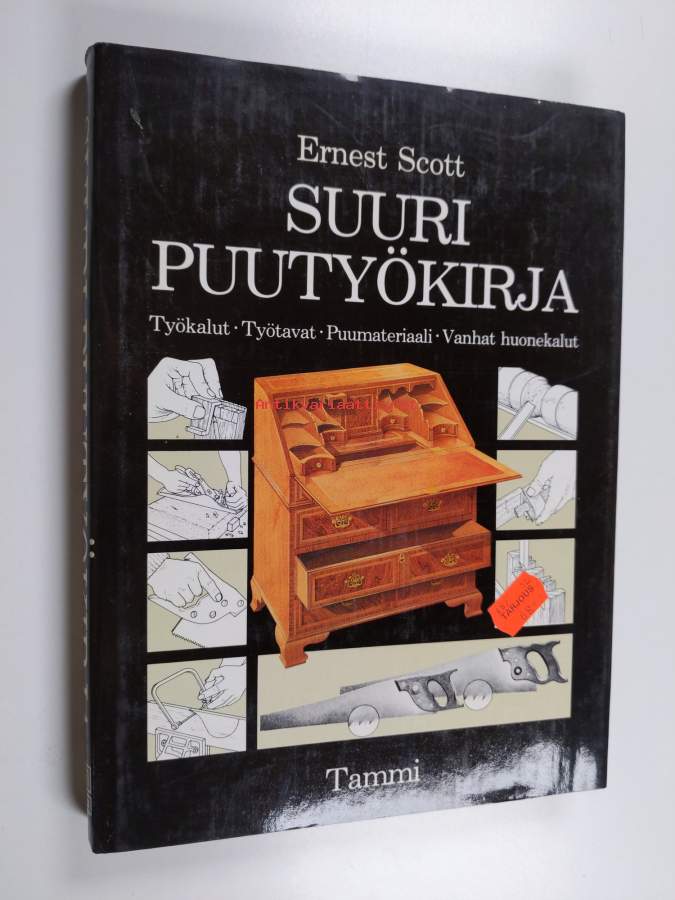 Ernest Scott
SUURI
PUUTYÖKIRJA
Työkalut · Työtavat · Puumateriaali · Vanhat huonekalut
TARJOUS
Tammi